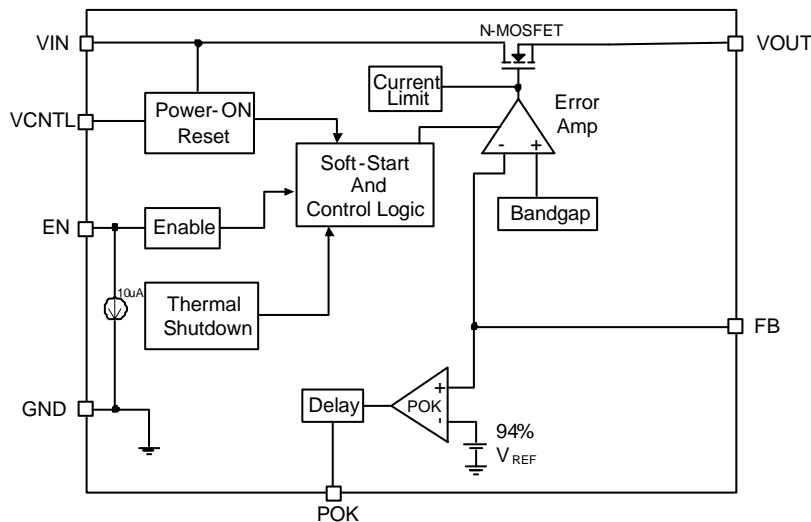 N-MOSFET
VIN
VOUT
Current
Limit
VCNTL
Power-ON
Reset
Error
Amp
- +
Soft-Start
And
Control Logic
Bandgap
EN
Enable
10uA
Thermal
Shutdown
FB
GND
Delay
POK
+
-
94%
VREF
POK